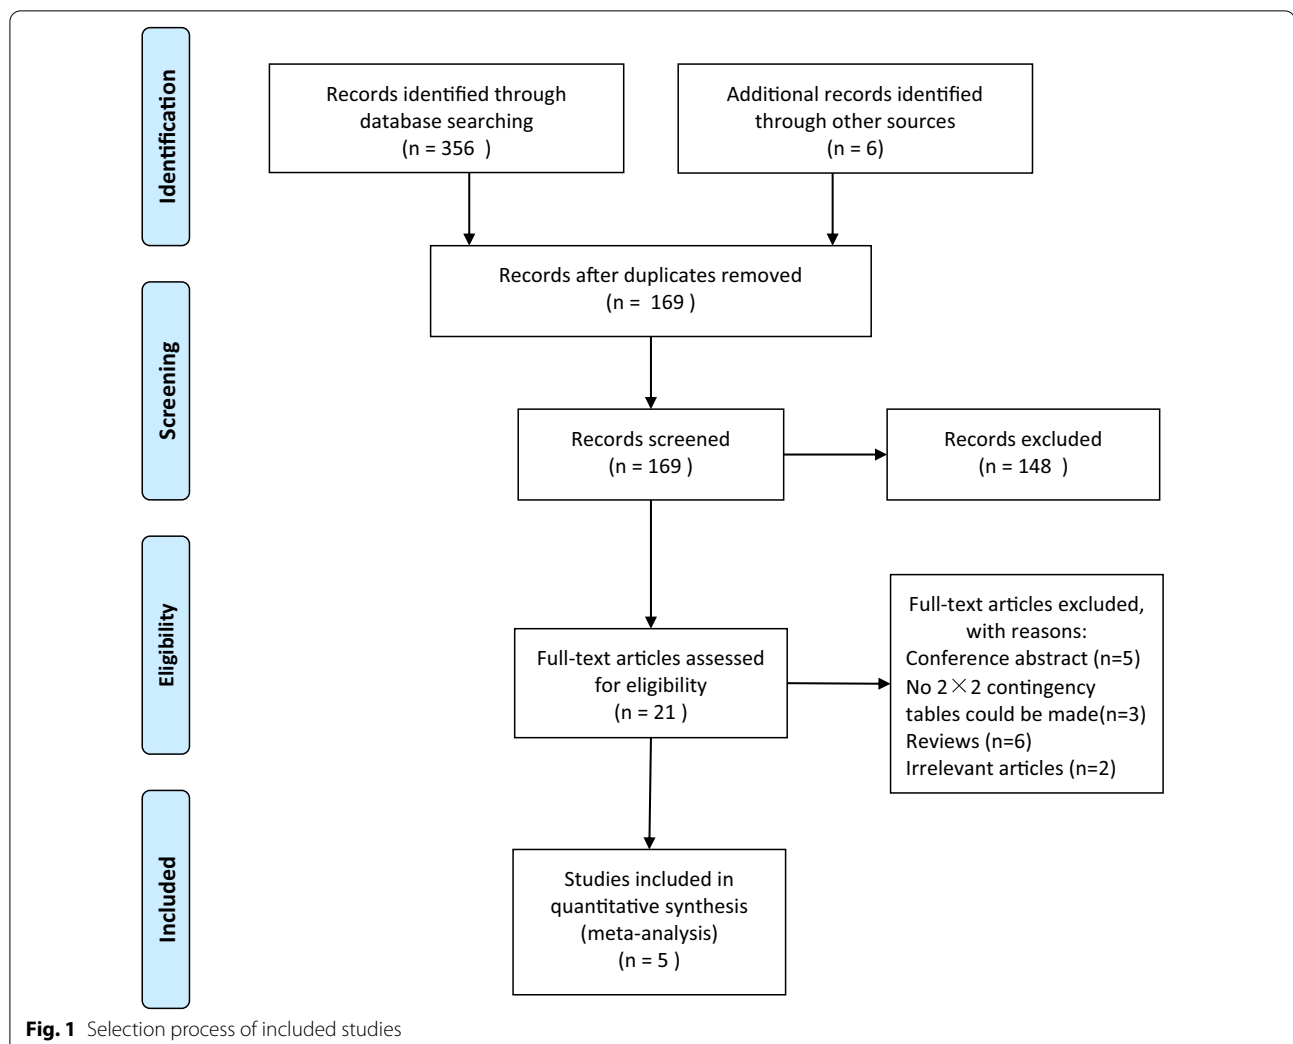 Identification
Records identified through
database searching
(n = 356  )
Additional records identified
through other sources
(n = 6)
Records after duplicates removed
(n =  169 )
Screening
Records screened
(n = 169 )
Records excluded
(n = 148  )
Eligibility
Full-text articles assessed
for eligibility
(n = 21 )
Full-text articles excluded,
with reasons:
Conference abstract (n=5)
No 2×2 contingency
tables could be made(n=3)
Reviews (n=6)
Irrelevant articles (n=2)
Included
Studies included in
quantitative synthesis
(meta-analysis)
(n = 5 )
Fig. 1 Selection process of included studies